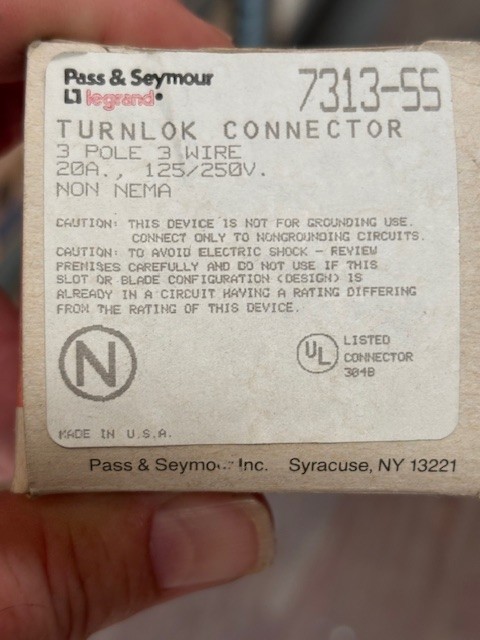 Pass & Seymour
legrand
7313-SS
TURNLOK CONNECTOR
3 POLE 3 WIRE
20A., 125/250V.
NON NEMA
CAUTION: THIS DEVICE IS NOT FOR GROUNDING USE.
CONNECT ONLY TO NONGROUNDING CIRCUITS.
CAUTION: TO AVOID ELECTRIC SHOCK - REVIEW
PREMISES CAREFULLY AND DO NOT USE IF THIS
SLOT OR BLADE CONFIGURATION (DESIGN) IS
ALREADY IN A CIRCUIT HAVING A RATING DIFFERING
FROM THE RATING OF THIS DEVICE.
N
UL
LISTED
CONNECTOR
304B
MADE IN U.S.A.
Pass & Seymour Inc. Syracuse, NY 13221